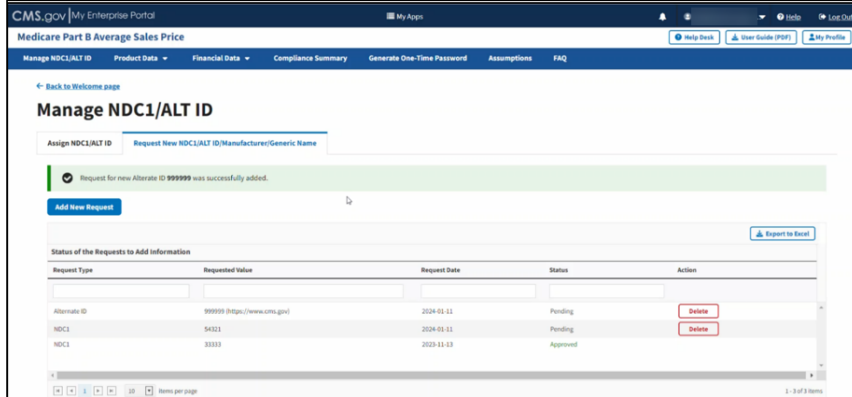 CMS.gov My Enterprise Portal
My Apps
Help
Log Out
Medicare Part B Average Sales Price
Help Desk
User Guide (PDF)
My Profile
Manage NDC1/ALT ID
Product Data
Financial Data
Compliance Summary
Generate One-Time Password
Assumptions
FAQ
Back to Welcome page
Manage NDC1/ALT ID
Assign NDC1/ALT ID
Request New NDC1/ALT ID/Manufacturer/Generic Name
Request for new Alterate ID 999999 was successfully added.
Add New Request
Export to Excel
Status of the Requests to Add Information
Request Type Requested Value Request Date Status Action
Alternate ID 999999 (https://www.cms.gov) 2024-01-11 Pending Delete
NDC1 54321 2024-01-11 Pending Delete
NDC1 33333 2023-11-13 Approved
1 10 items per page
1 - 3 of 3 items